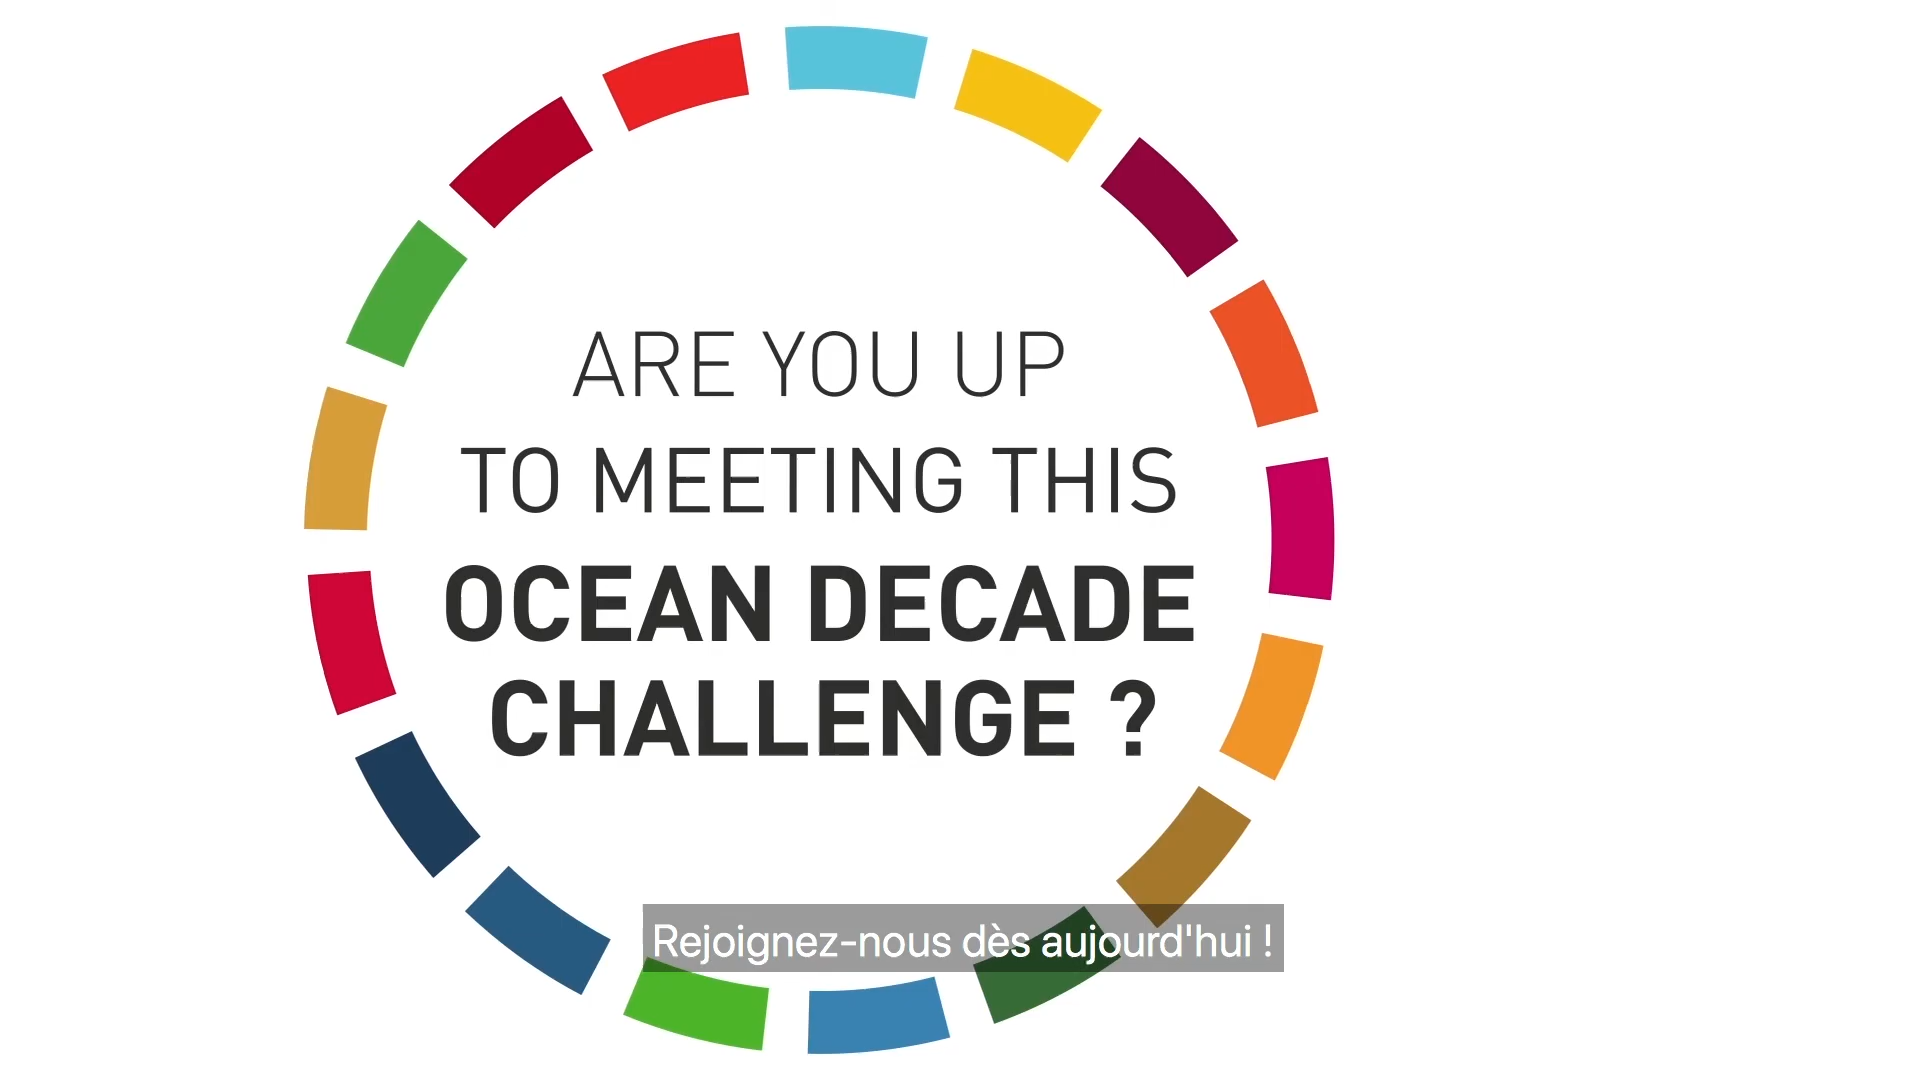 ARE YOU UP
TO MEETING THIS
OCEAN DECADE
CHALLENGE ?
Rejoignez-nous dès aujourd'hui !